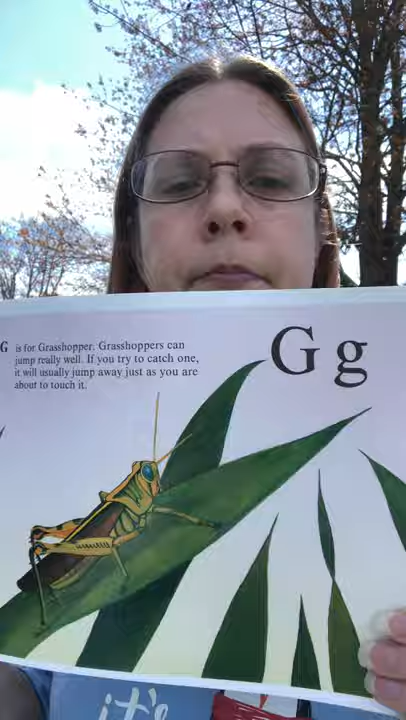 G g
G is for Grasshopper. Grasshoppers can
jump really well. If you try to catch one,
it will usually jump away just as you are
about to touch it.
it's